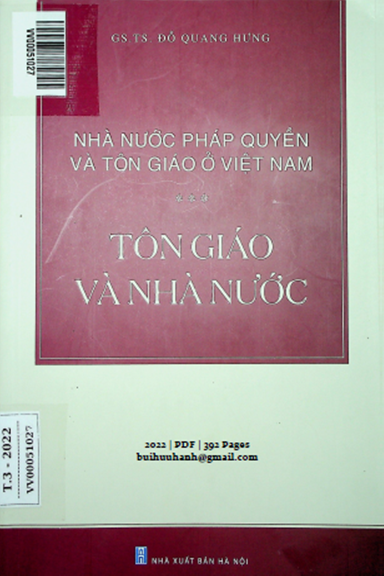 VV00051027
GS.TS. ĐỖ QUANG HƯNG
NHÀ NƯỚC PHÁP QUYỀN
VÀ TÔN GIÁO Ở VIỆT NAM
TÔN GIÁO
VÀ NHÀ NƯỚC
2022 | PDF | 392 Pages
buihuuhanh@gmail.com
T.3 - 2022
VV00051027
NHÀ XUẤT BẢN HÀ NỘI